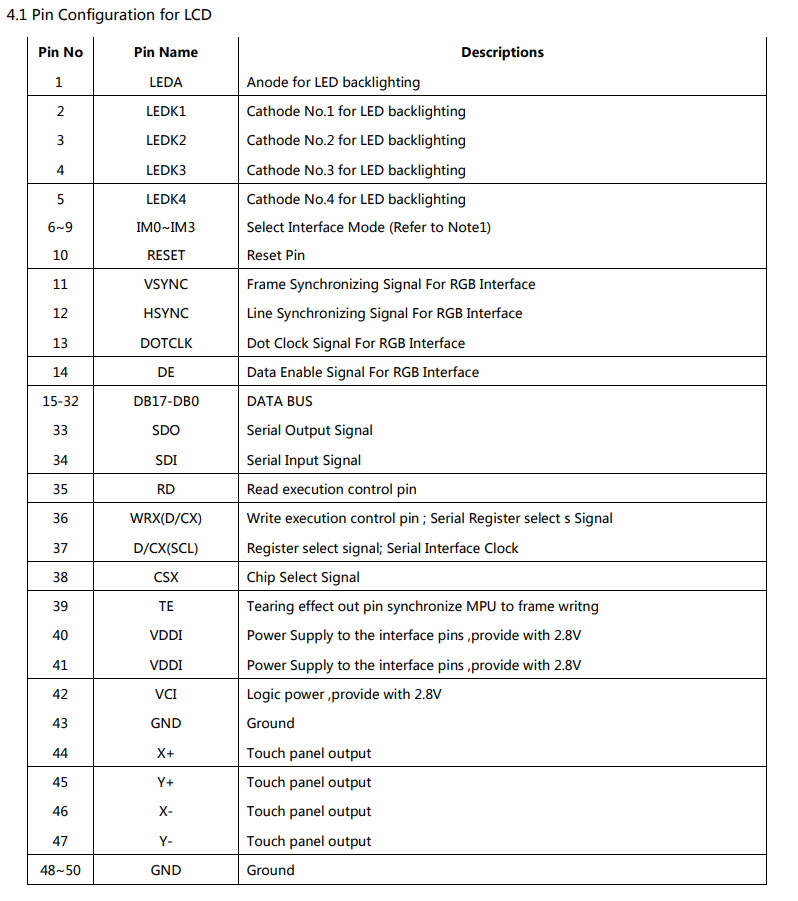 4.1 Pin Configuration for LCD
Pin No Pin Name Descriptions
1 LEDA Anode for LED backlighting
2 LEDK1 Cathode No.1 for LED backlighting
3 LEDK2 Cathode No.2 for LED backlighting
4 LEDK3 Cathode No.3 for LED backlighting
5 LEDK4 Cathode No.4 for LED backlighting
6~9 IM0~IM3 Select Interface Mode (Refer to Note1)
10 RESET Reset Pin
11 VSYNC Frame Synchronizing Signal For RGB Interface
12 HSYNC Line Synchronizing Signal For RGB Interface
13 DOTCLK Dot Clock Signal For RGB Interface
14 DE Data Enable Signal For RGB Interface
15-32 DB17-DB0 DATA BUS
33 SDO Serial Output Signal
34 SDI Serial Input Signal
35 RD Read execution control pin
36 WRX(D/CX) Write execution control pin ; Serial Register select s Signal
37 D/CX(SCL) Register select signal; Serial Interface Clock
38 CSX Chip Select Signal
39 TE Tearing effect out pin synchronize MPU to frame writng
40 VDDI Power Supply to the interface pins ,provide with 2.8V
41 VDDI Power Supply to the interface pins ,provide with 2.8V
42 VCI Logic power ,provide with 2.8V
43 GND Ground
44 X+ Touch panel output
45 Y+ Touch panel output
46 X- Touch panel output
47 Y- Touch panel output
48~50 GND Ground